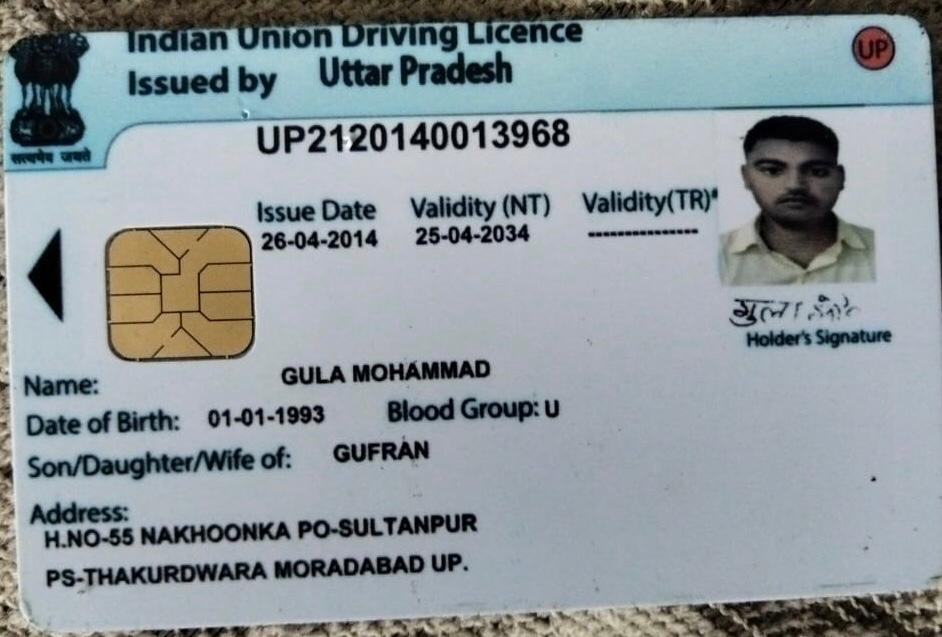 Indian Union Driving Licence
Issued by Uttar Pradesh
UP
सत्यमेव जयते
UP2120140013968
Issue Date Validity (NT) Validity(TR)*
26-04-2014 25-04-2034 ---------------
Holder's Signature
Name: GULA MOHAMMAD
Date of Birth: 01-01-1993 Blood Group: U
Son/Daughter/Wife of: GUFRAN
Address:
H.NO-55 NAKHOONKA PO-SULTANPUR
PS-THAKURDWARA MORADABAD UP.